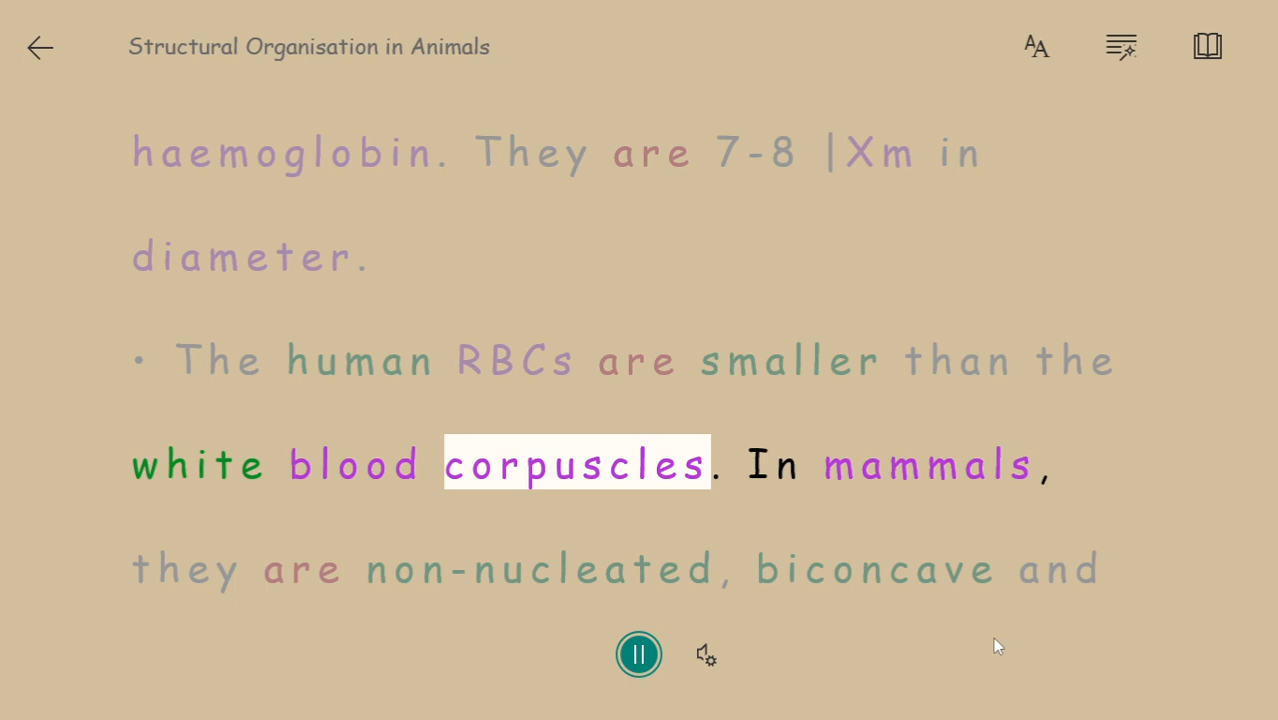 Structural Organisation in Animals
haemoglobin. They are 7-8 |Xm in
diameter.
• The human RBCs are smaller than the
white blood corpuscles. In mammals,
they are non-nucleated, biconcave and